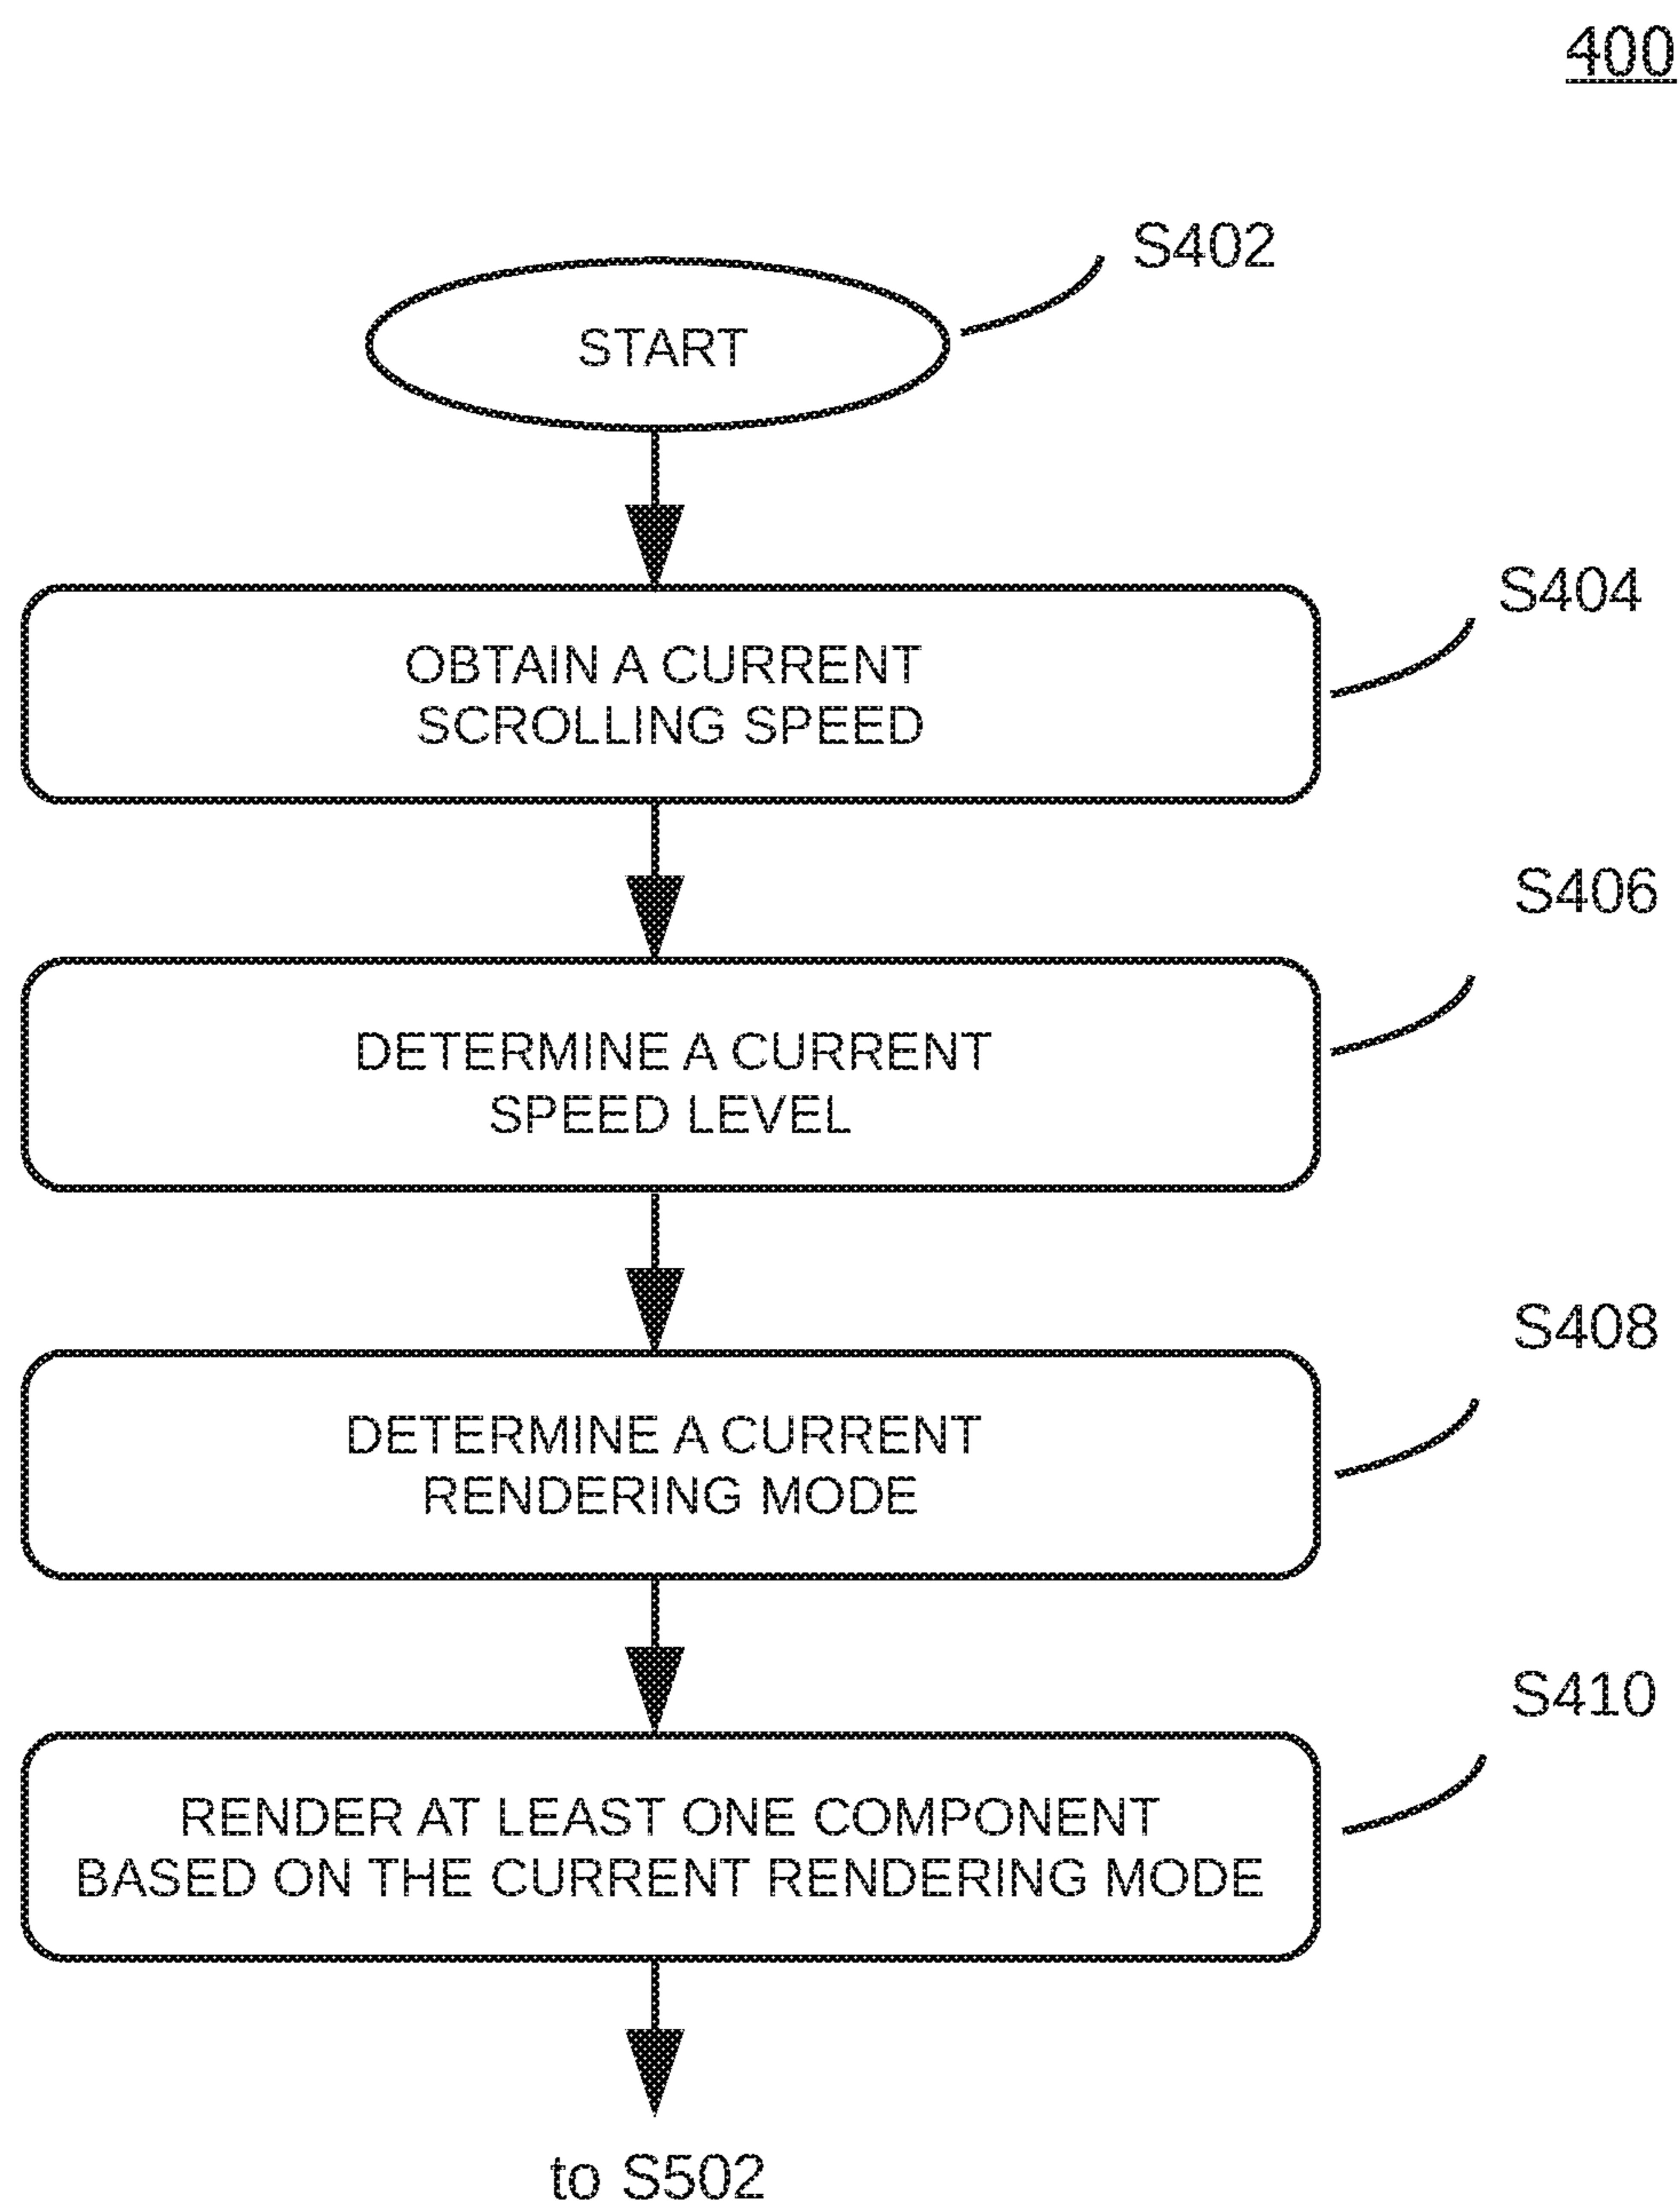 400
S402
START
S404
OBTAIN A CURRENT
SCROLLING SPEED
S406
DETERMINE A CURRENT
SPEED LEVEL
S408
DETERMINE A CURRENT
RENDERING MODE
S410
RENDER AT LEAST ONE COMPONENT
BASED ON THE CURRENT RENDERING MODE
to S502